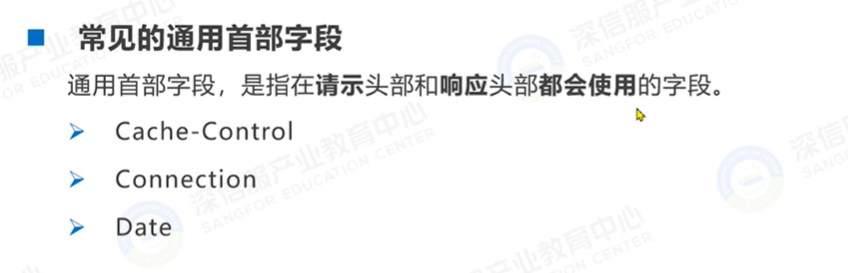 常见的通用首部字段
通用首部字段，是指在请示头部和响应头部都会使用的字段。
Cache-Control
Connection
Date
深信服产业教育中心
SANGFOR EDUCATION CENTER